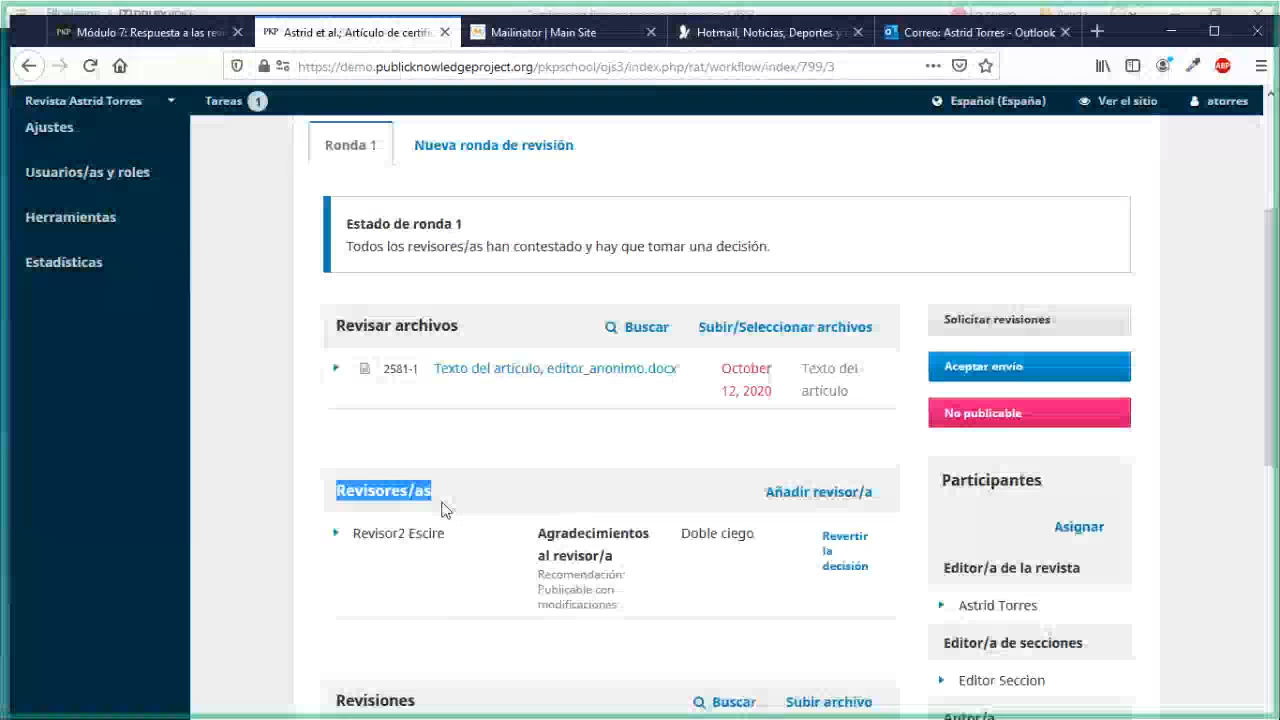 PKP Módulo 7: Respuesta a las re
PKP Astrid et al.; Artículo de certific
Mailinator | Main Site
Hotmail, Noticias, Deportes y
Correo: Astrid Torres - Outlook
https://demo.publicknowledgeproject.org/pkpschool/ojs3/index.php/rat/workflow/index/799/3
ABP
Revista Astrid Torres
Tareas 1
Español (España)
Ver el sitio
atorres
Ajustes
Usuarios/as y roles
Herramientas
Estadísticas
Ronda 1
Nueva ronda de revisión
Estado de ronda 1
Todos los revisores/as han contestado y hay que tomar una decisión.
Revisar archivos
Buscar
Subir/Seleccionar archivos
2581-1
Texto del artículo, editor_anonimo.docx
October
12, 2020
Texto del
artículo
Solicitar revisiones
Aceptar envío
No publicable
Revisores/as
Añadir revisor/a
Revisor2 Escire
Agradecimientos
al revisor/a
Recomendación:
Publicable con
modificaciones
Doble ciego
Revertir
la
decisión
Participantes
Asignar
Editor/a de la revista
Astrid Torres
Editor/a de secciones
Editor Seccion
Autor/a
Revisiones
Buscar
Subir archivo